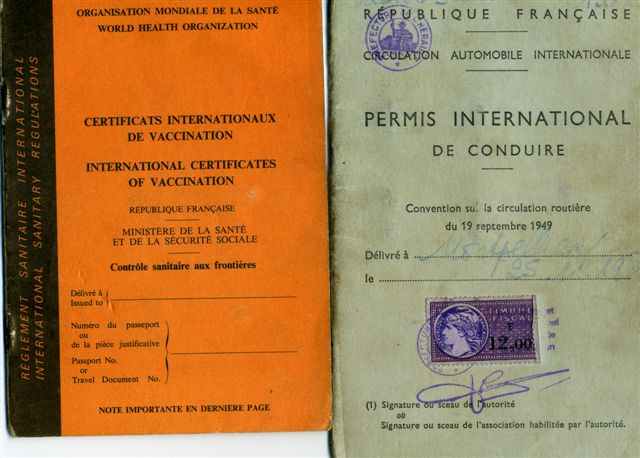 ORGANISATION MONDIALE DE LA SANTÉ
WORLD HEALTH ORGANIZATION
RÈGLEMENT SANITAIRE INTERNATIONAL
INTERNATIONAL SANITARY REGULATIONS
CERTIFICATS INTERNATIONAUX
DE VACCINATION
INTERNATIONAL CERTIFICATES
OF VACCINATION
RÉPUBLIQUE FRANÇAISE
MINISTÈRE DE LA SANTÉ
ET DE LA SÉCURITÉ SOCIALE
Contrôle sanitaire aux frontières
Délivré à
Issued to
Numéro du passeport
ou
de la pièce justificative
Passport No.
or
Travel Document No.
NOTE IMPORTANTE EN DERNIERE PAGE
RÉPUBLIQUE FRANÇAISE
CIRCULATION AUTOMOBILE INTERNATIONALE
PERMIS INTERNATIONAL
DE CONDUIRE
Convention sur la circulation routière
du 19 septembre 1949
Délivré à
le
TIMBRE
FISCAL
12.00
(1) Signature ou sceau de l'autorité
où
Signature ou sceau de l'association habilitée par l'autorité.